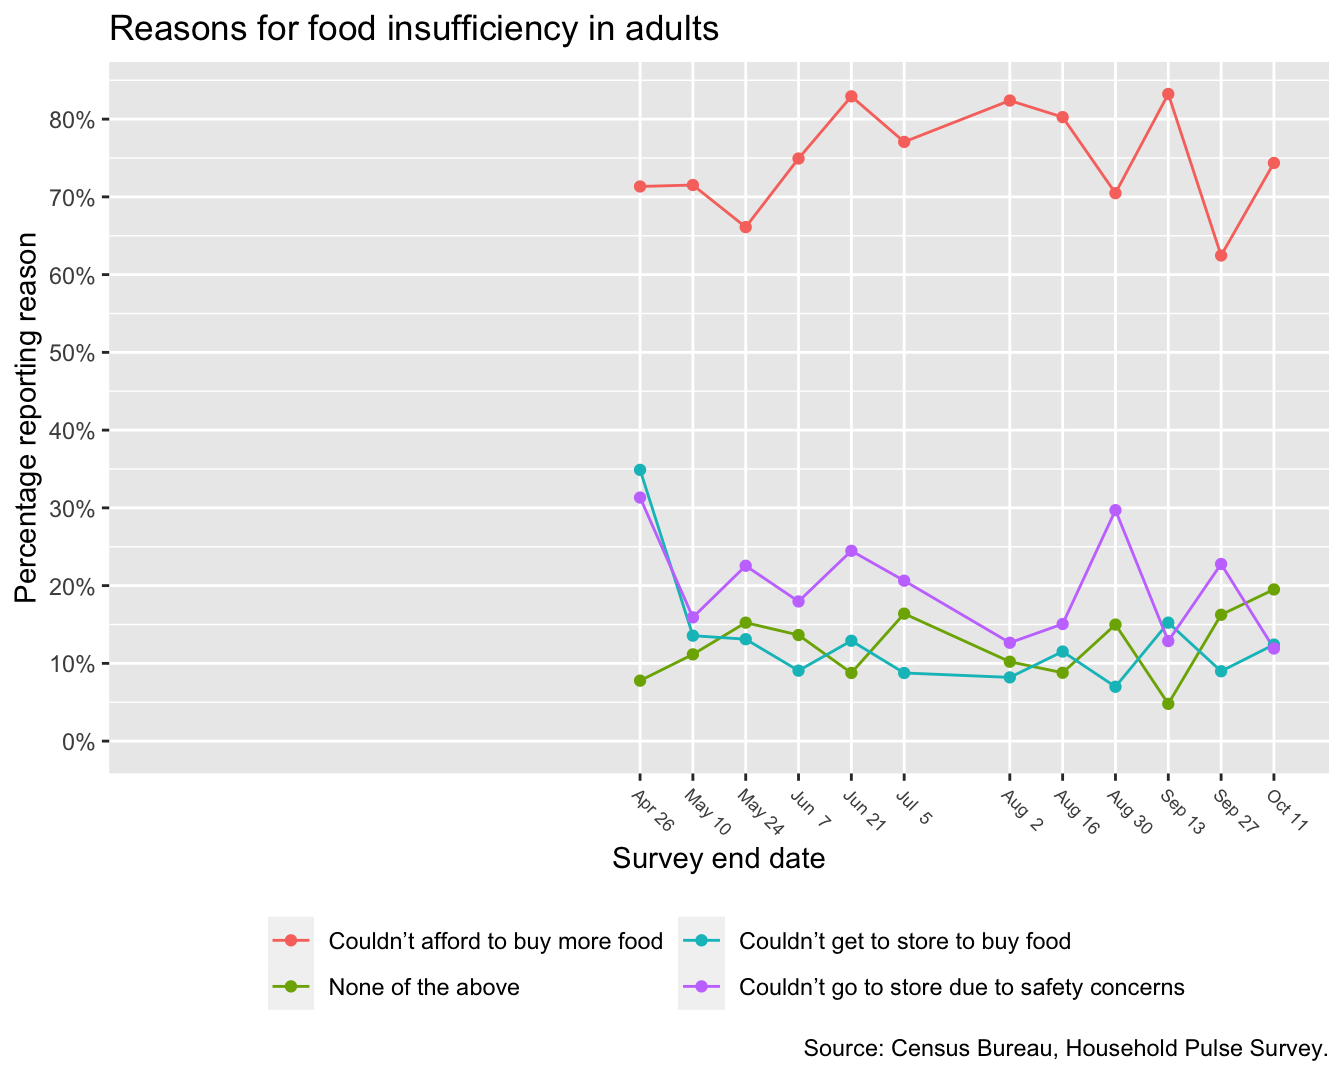 Reasons for food insufficiency in adults
Percentage reporting reason
80%
70%
60%
50%
40%
30%
20%
10%
0%
Apr 26
May 10
May 24
Jun  7
Jun 21
Jul  5
Aug  2
Aug 16
Aug 30
Sep 13
Sep 27
Oct 11
Survey end date
Couldn’t afford to buy more food
Couldn’t get to store to buy food
None of the above
Couldn’t go to store due to safety concerns
Source: Census Bureau, Household Pulse Survey.